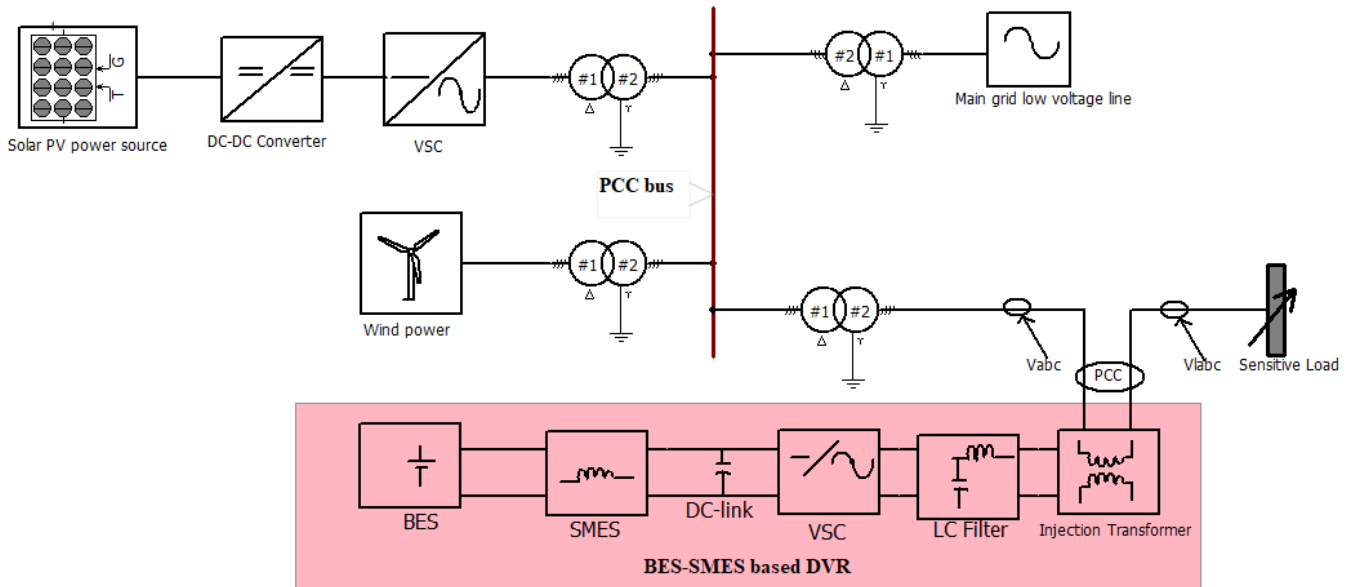 G
T
Solar PV power source
DC-DC Converter
VSC
#1 #2
Δ Y
#2 #1
Δ Y
Main grid low voltage line
PCC bus
Wind power
#1 #2
Δ Y
#1 #2
Δ Y
Vabc
PCC
Vlabc
Sensitive Load
BES
SMES
DC-link
VSC
LC Filter
Injection Transformer
BES-SMES based DVR